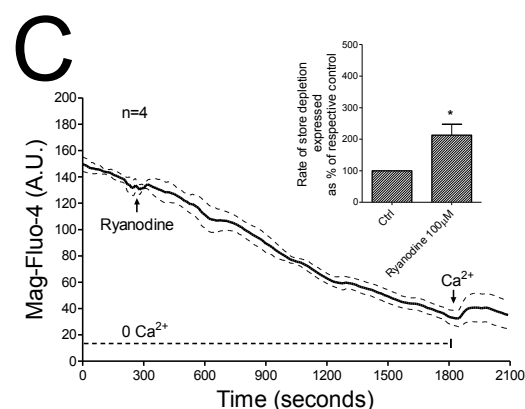 C
n=4
Mag-Fluo-4 (A.U.)
200
180
160
140
120
100
80
60
40
20
0
Ryanodine
Ca²⁺
0 Ca²⁺
0
300
600
900
1200
1500
1800
2100
Time (seconds)
Rate of store depletion
expressed
as % of respective control
500
400
300
200
100
0
*
Ctrl
Ryanodine 100µM